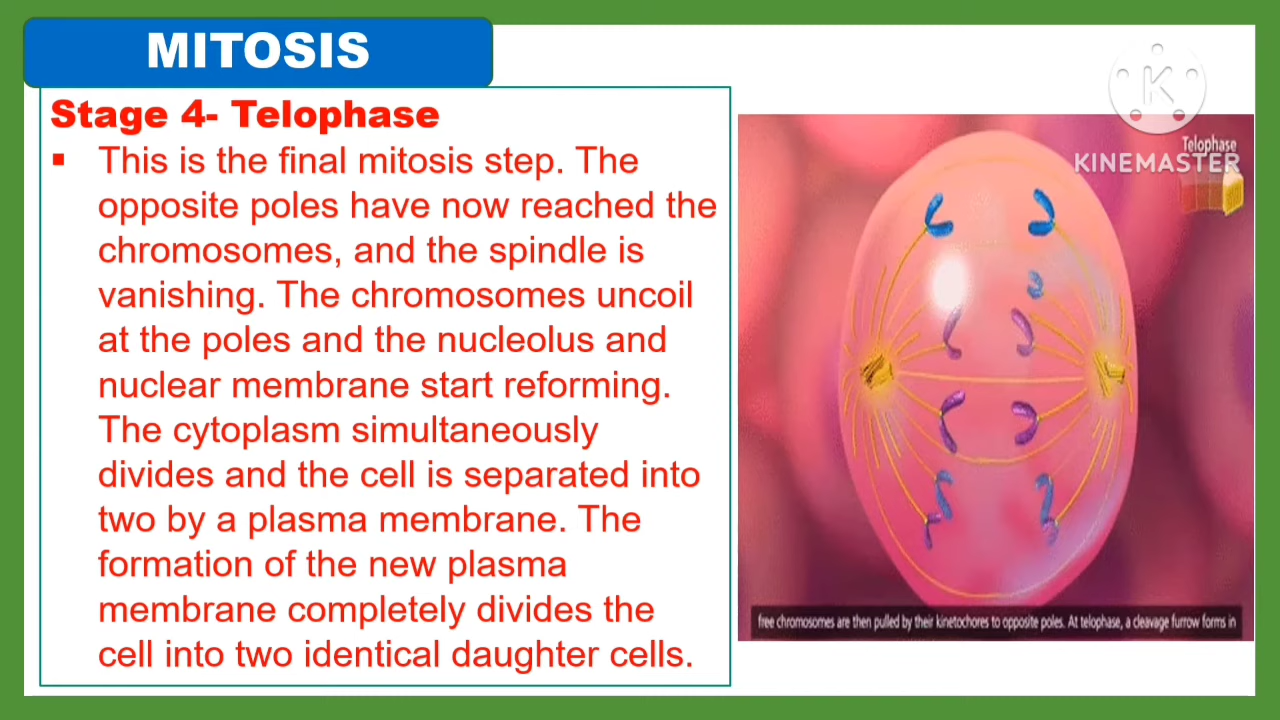 MITOSIS
Stage 4- Telophase
▪ This is the final mitosis step. The
opposite poles have now reached the
chromosomes, and the spindle is
vanishing. The chromosomes uncoil
at the poles and the nucleolus and
nuclear membrane start reforming.
The cytoplasm simultaneously
divides and the cell is separated into
two by a plasma membrane. The
formation of the new plasma
membrane completely divides the
cell into two identical daughter cells.
K
Telophase
KINEMASTER
free chromosomes are then pulled by their kinetochores to opposite poles. At telophase, a cleavage furrow forms in